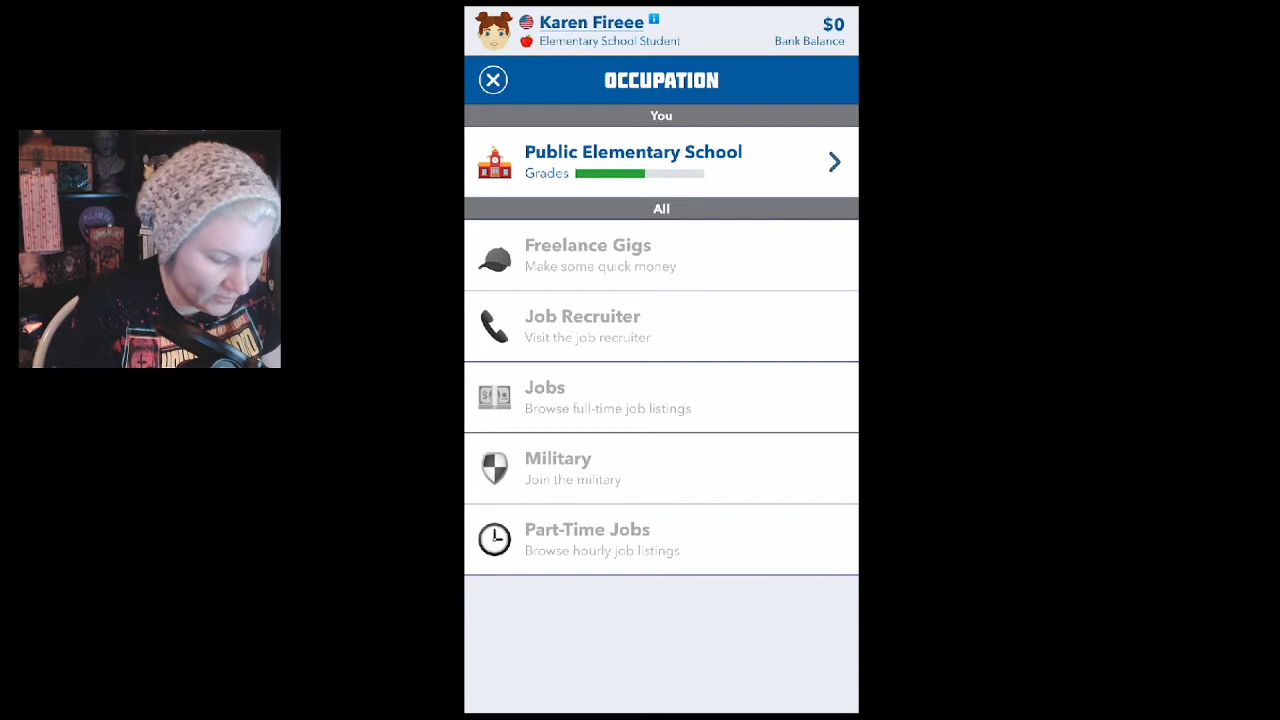 Karen Fireee
Elementary School Student
$0
Bank Balance
OCCUPATION
You
Public Elementary School
Grades
All
Freelance Gigs
Make some quick money
Job Recruiter
Visit the job recruiter
Jobs
Browse full-time job listings
Military
Join the military
Part-Time Jobs
Browse hourly job listings